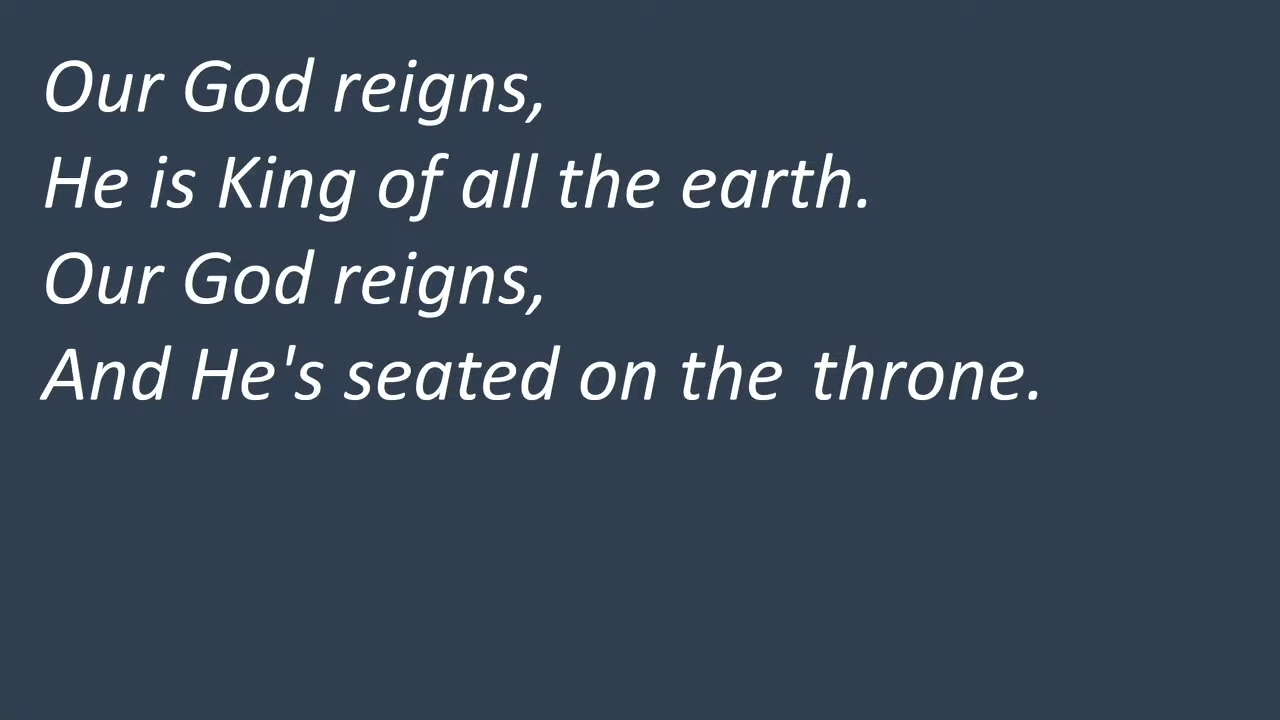 Our God reigns,
He is King of all the earth.
Our God reigns,
And He's seated on the throne.